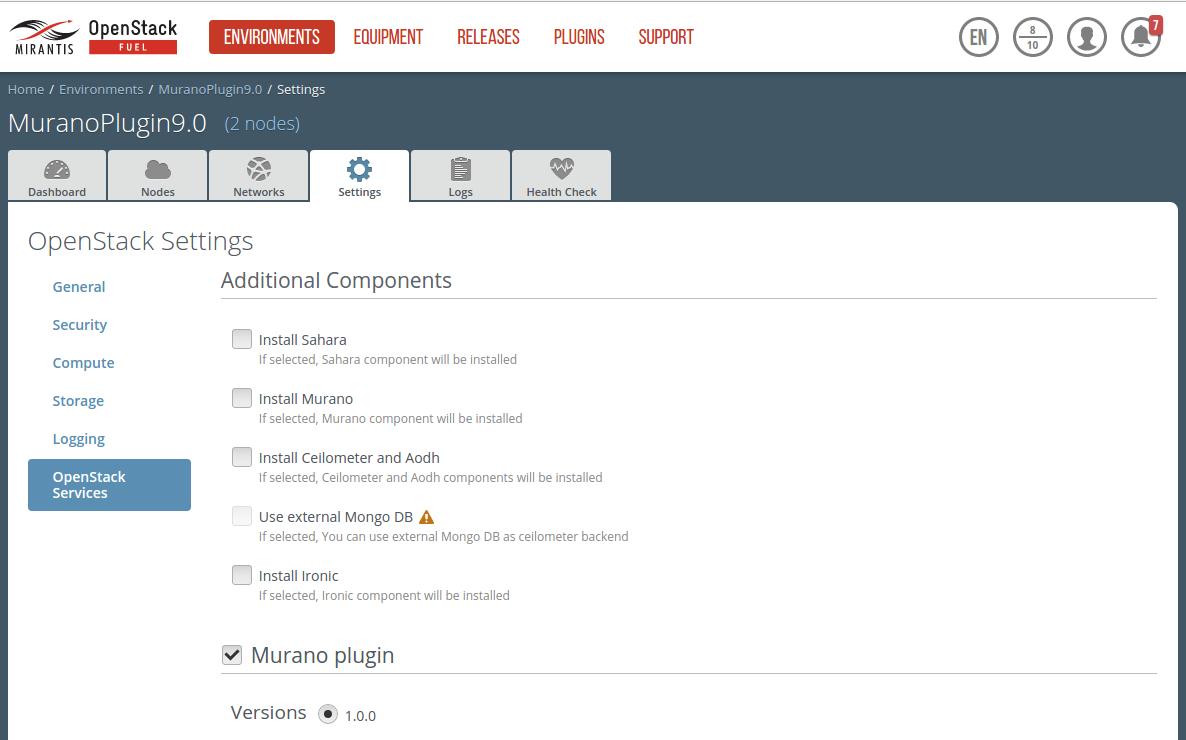 MIRANTIS
OpenStack
FUEL
ENVIRONMENTS EQUIPMENT RELEASES PLUGINS SUPPORT
EN
8
10
7
Home / Environments / MuranoPlugin9.0 / Settings
MuranoPlugin9.0 (2 nodes)
Dashboard Nodes Networks Settings Logs Health Check
OpenStack Settings
General
Security
Compute
Storage
Logging
OpenStack
Services
Additional Components
Install Sahara
If selected, Sahara component will be installed
Install Murano
If selected, Murano component will be installed
Install Ceilometer and Aodh
If selected, Ceilometer and Aodh components will be installed
Use external Mongo DB
If selected, You can use external Mongo DB as ceilometer backend
Install Ironic
If selected, Ironic component will be installed
Murano plugin
Versions 1.0.0